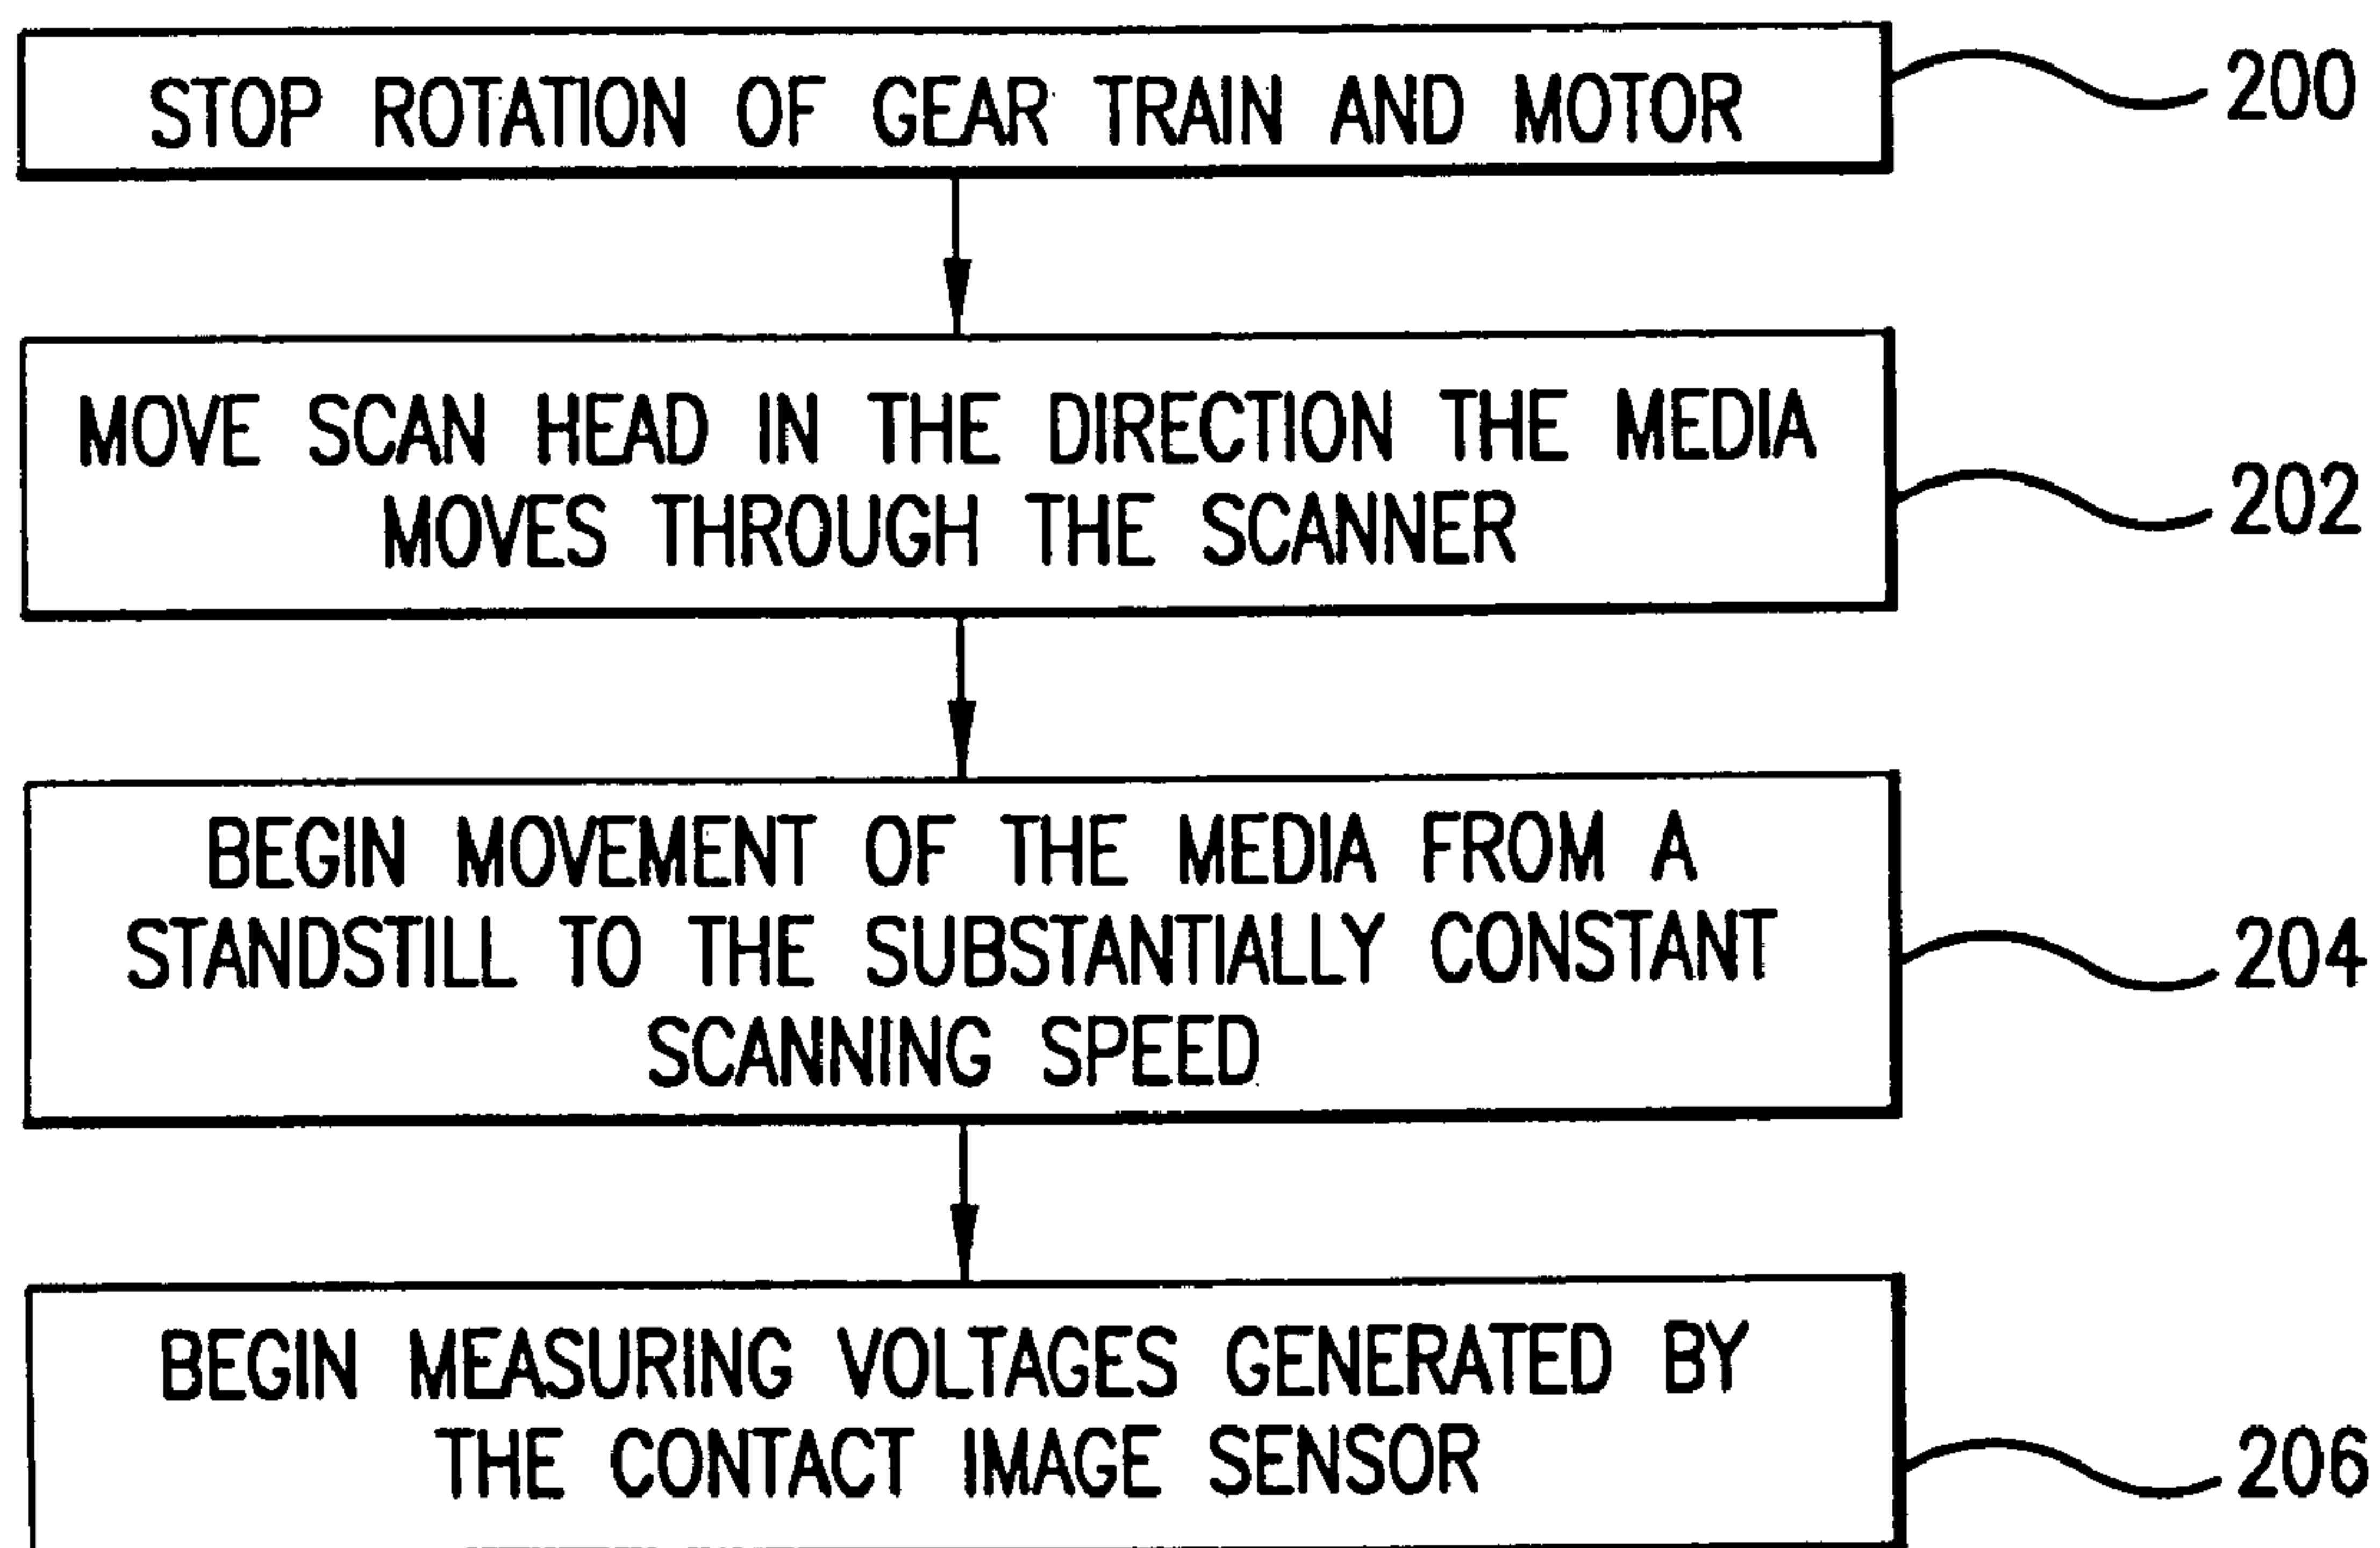 STOP ROTATION OF GEAR TRAIN AND MOTOR
200
MOVE SCAN HEAD IN THE DIRECTION THE MEDIA
MOVES THROUGH THE SCANNER
202
BEGIN MOVEMENT OF THE MEDIA FROM A
STANDSTILL TO THE SUBSTANTIALLY CONSTANT
SCANNING SPEED
204
BEGIN MEASURING VOLTAGES GENERATED BY
THE CONTACT IMAGE SENSOR
206